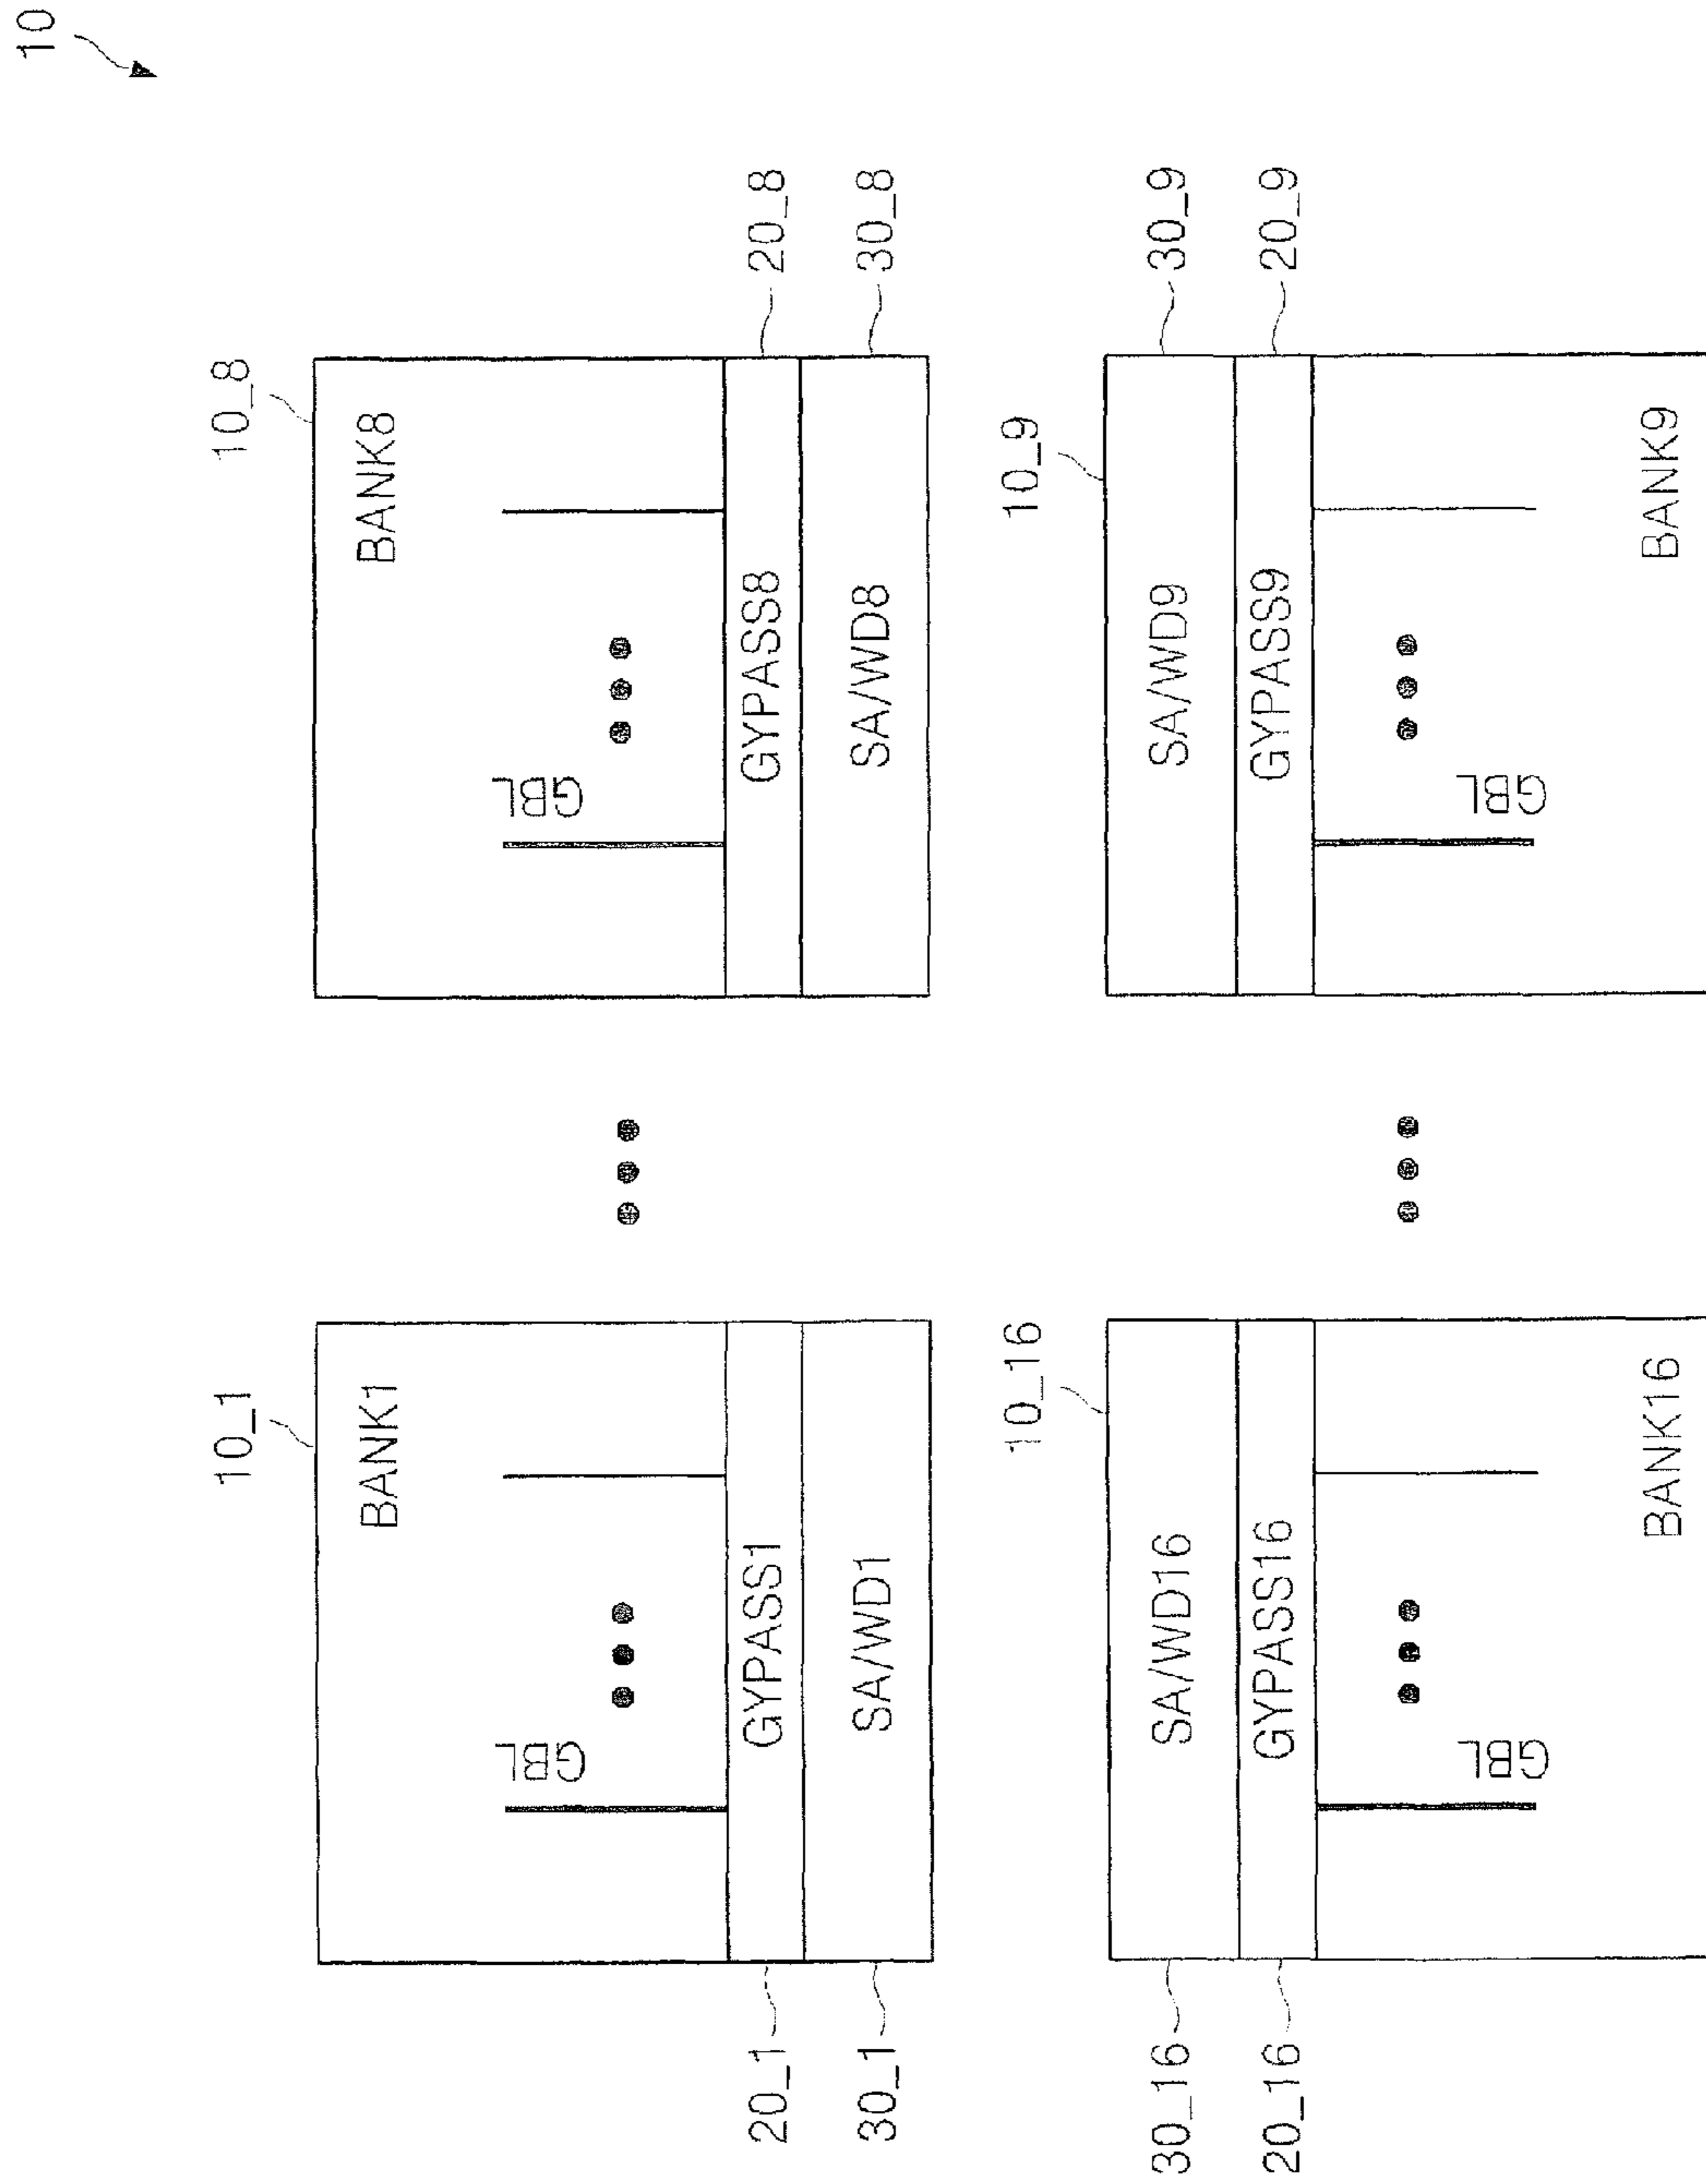 10
10_1
10_8
BANK1
BANK8
GBL
GBL
20_1
GYPASS1
GYPASS8
20_8
30_1
SA/WD1
SA/WD8
30_8
10_16
10_9
30_16
SA/WD16
SA/WD9
30_9
20_16
GYPASS16
GYPASS9
20_9
GBL
GBL
BANK16
BANK9